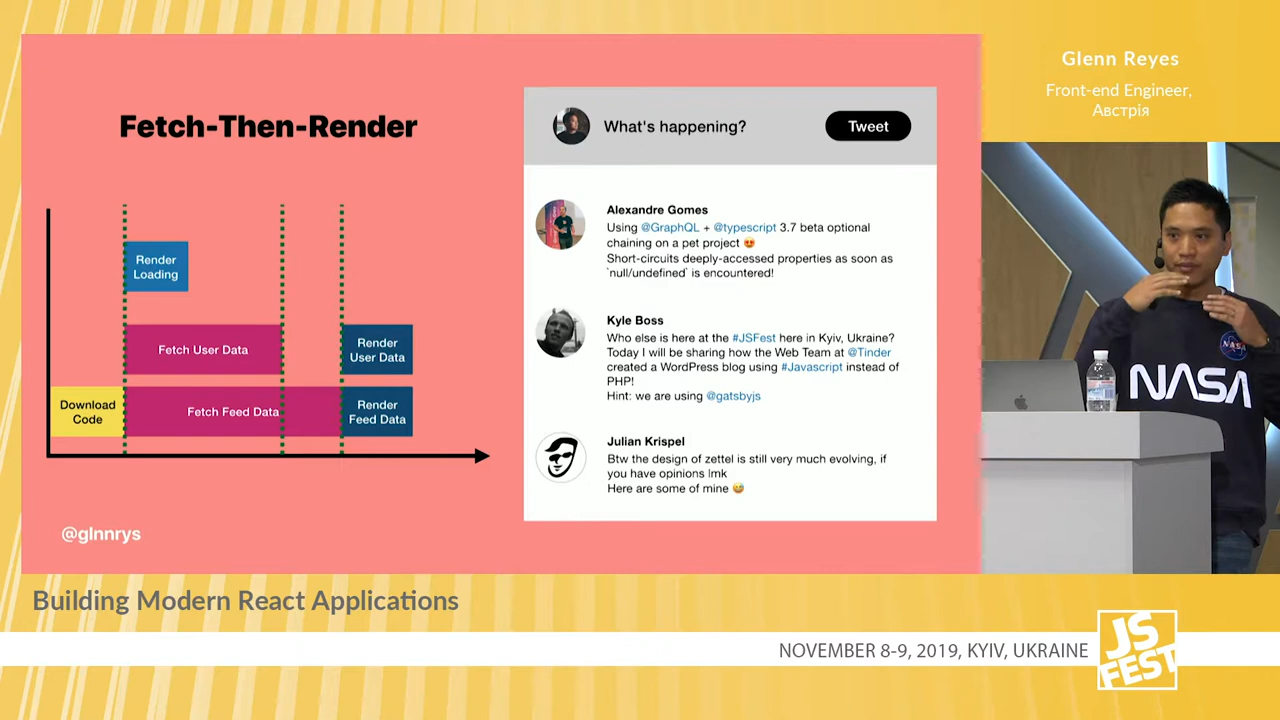 Fetch-Then-Render
Render
Loading
Fetch User Data
Render
User Data
Download
Code
Fetch Feed Data
Render
Feed Data
@glnnrys
What's happening?
Tweet
Alexandre Gomes
Using @GraphQL + @typescript 3.7 beta optional
chaining on a pet project 😍
Short-circuits deeply-accessed properties as soon as
`null/undefined` is encountered!
Kyle Boss
Who else is here at the #JSFest here in Kyiv, Ukraine?
Today I will be sharing how the Web Team at @Tinder
created a WordPress blog using #Javascript instead of
PHP!
Hint: we are using @gatsbyjs
Julian Krispel
Btw the design of zettel is still very much evolving, if
you have opinions lmk
Here are some of mine 😅
Glenn Reyes
Front-end Engineer,
Австрія
NASA
NASA
Building Modern React Applications
NOVEMBER 8-9, 2019, KYIV, UKRAINE
JS
FEST